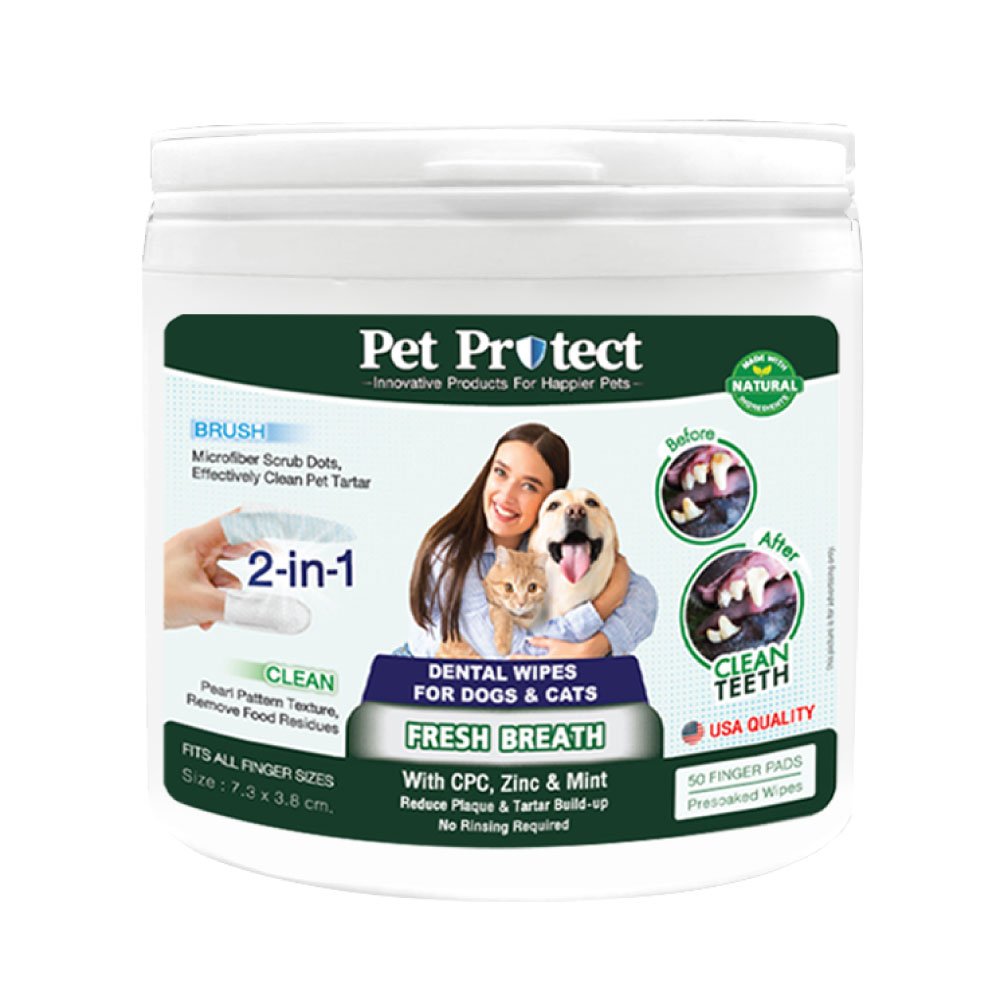 Pet Protect
Innovative Products For Happier Pets
MADE WITH
NATURAL
INGREDIENTS
BRUSH
Microfiber Scrub Dots,
Effectively Clean Pet Tartar
2-in-1
CLEAN
Pearl Pattern Texture,
Remove Food Residues
Before
After
CLEAN
TEETH
USA QUALITY
DENTAL WIPES
FOR DOGS & CATS
FRESH BREATH
With CPC, Zinc & Mint
Reduce Plaque & Tartar Build-up
No Rinsing Required
FITS ALL FINGER SIZES
Size : 7.3 x 3.8 cm.
50 FINGER PADS
Presoaked Wipes